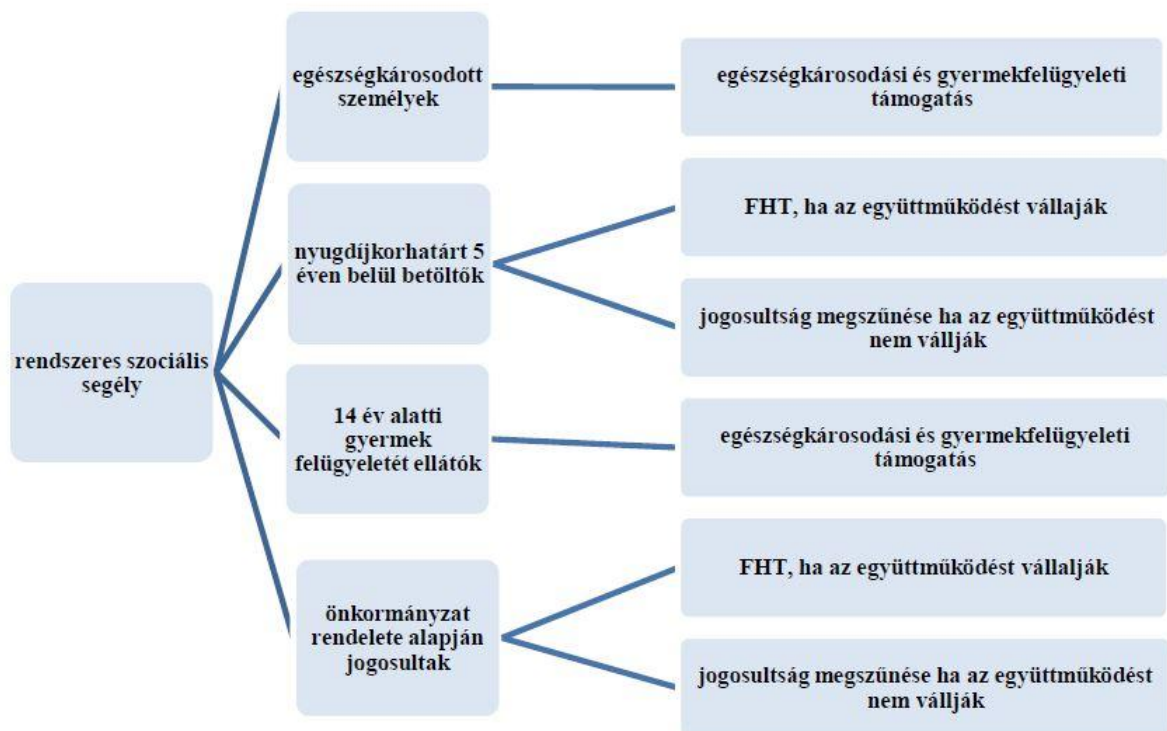 rendszeres szociális
segély
egészségkárosodott
személyek
egészségkárosodási és gyermekfelügyeleti
támogatás
nyugdíjkorhatárt 5
éven belül betöltők
FHT, ha az együttműködést vállaják
jogosultság megszűnése ha az együttműködést
nem vállják
14 év alatti
gyermek
felügyeletét ellátók
egészségkárosodási és gyermekfelügyeleti
támogatás
önkormányzat
rendelete alapján
jogosultak
FHT, ha az együttműködést vállalják
jogosultság megszűnése ha az együttműködést
nem vállják